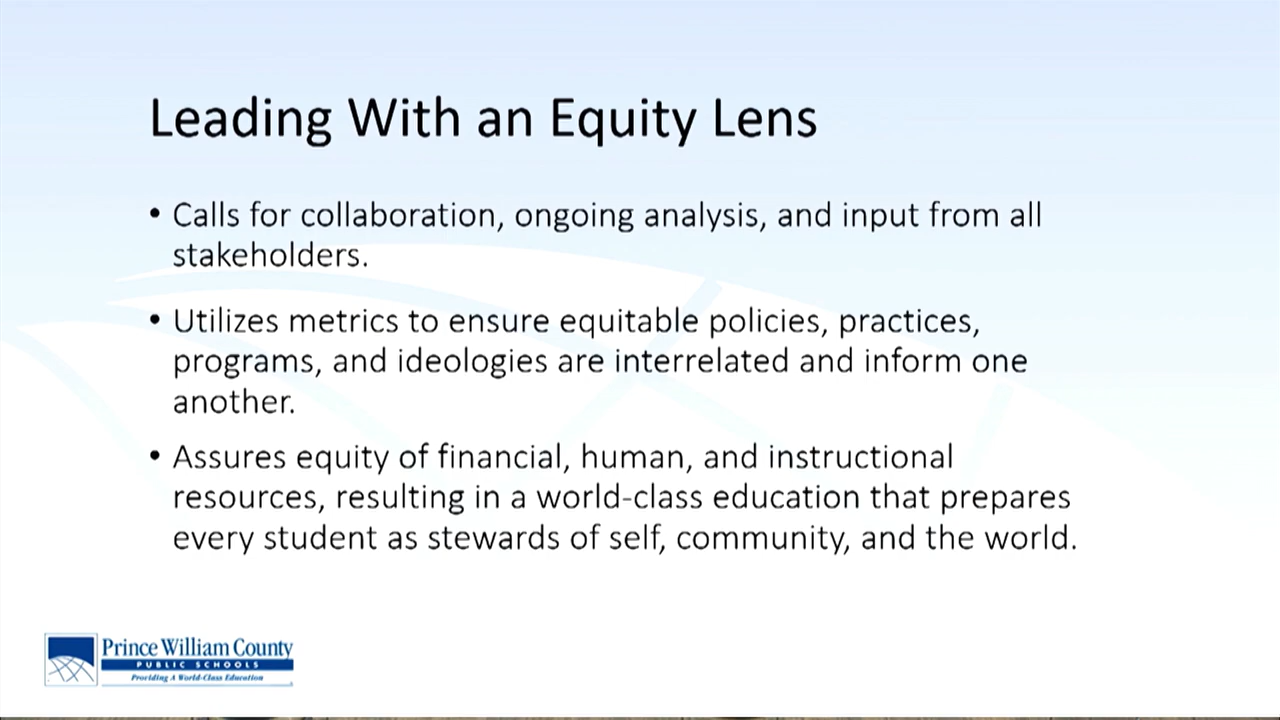 Leading With an Equity Lens
• Calls for collaboration, ongoing analysis, and input from all
stakeholders.
• Utilizes metrics to ensure equitable policies, practices,
programs, and ideologies are interrelated and inform one
another.
• Assures equity of financial, human, and instructional
resources, resulting in a world-class education that prepares
every student as stewards of self, community, and the world.
Prince William County
PUBLIC SCHOOLS
Providing A World-Class Education